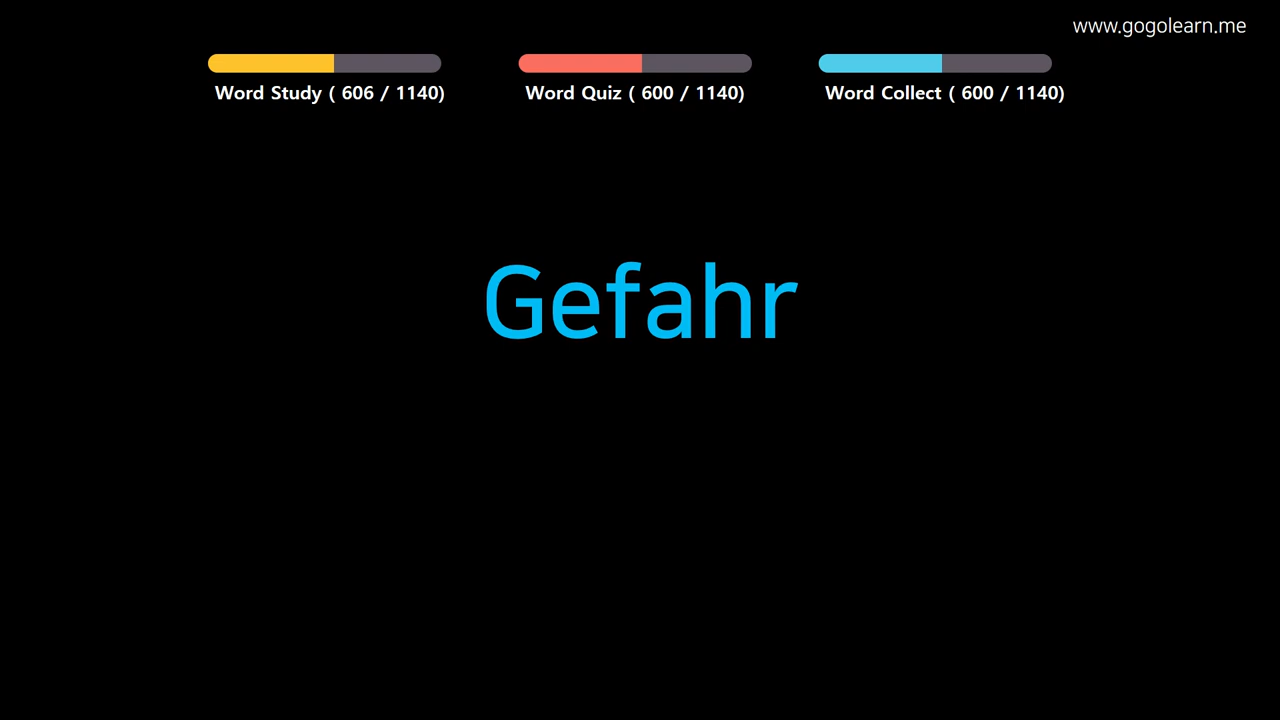 www.gogolearn.me
Word Study ( 606 / 1140)
Word Quiz ( 600 / 1140)
Word Collect ( 600 / 1140)
Gefahr